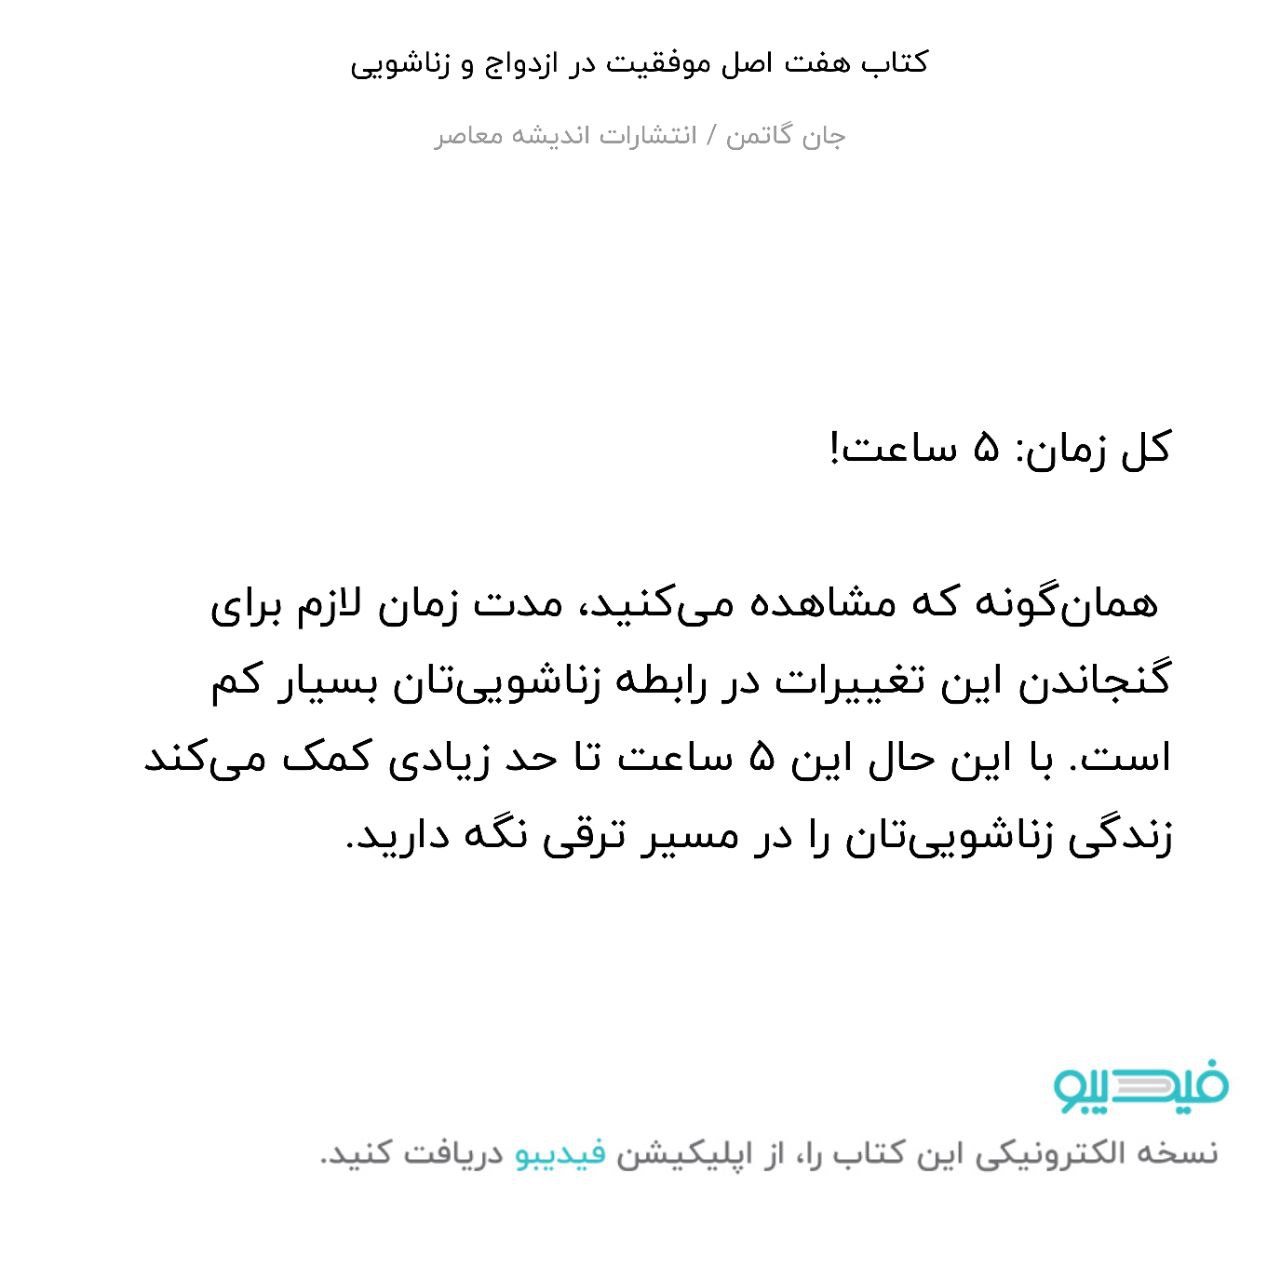 کتاب هفت اصل موفقیت در ازدواج و زناشویی
جان گاتمن / انتشارات اندیشه معاصر
کل زمان: ۵ ساعت!
همان‌گونه که مشاهده می‌کنید، مدت زمان لازم برای
گنجاندن این تغییرات در رابطه زناشویی‌تان بسیار کم
است. با این حال این ۵ ساعت تا حد زیادی کمک می‌کند
زندگی زناشویی‌تان را در مسیر ترقی نگه دارید.
فیدیبو
نسخه الکترونیکی این کتاب را، از اپلیکیشن فیدیبو دریافت کنید.